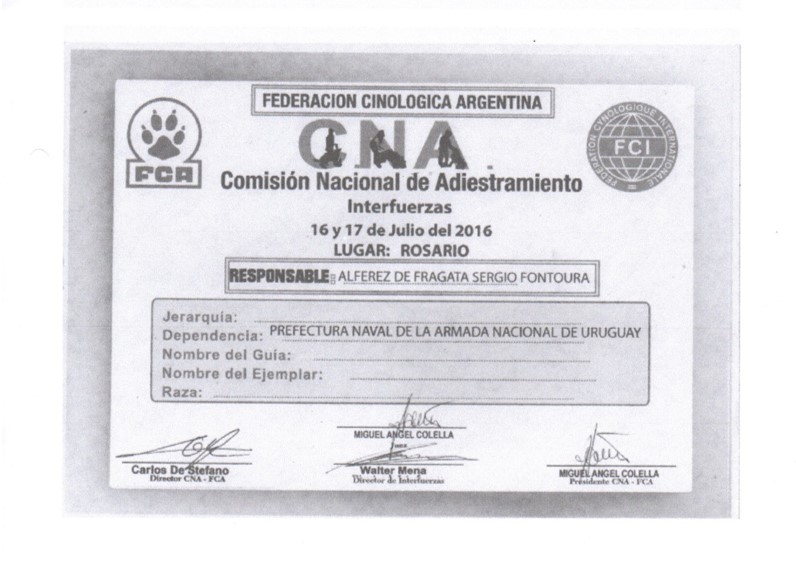 FEDERACION CINOLOGICA ARGENTINA
FCA
CNA
FEDERATION CYNOLOGIQUE INTERNATIONALE
FCI
Comisión Nacional de Adiestramiento
Interfuerzas
16 y 17 de Julio del 2016
LUGAR: ROSARIO
RESPONSABLE: ALFEREZ DE FRAGATA SERGIO FONTOURA
Jerarquía:
Dependencia: PREFECTURA NAVAL DE LA ARMADA NACIONAL DE URUGUAY
Nombre del Guía:
Nombre del Ejemplar:
Raza:
MIGUEL ANGEL COLELLA
Juez
Carlos De Stefano
Director CNA - FCA
Walter Mena
Director de Interfuerzas
MIGUEL ANGEL COLELLA
Presidente CNA - FCA